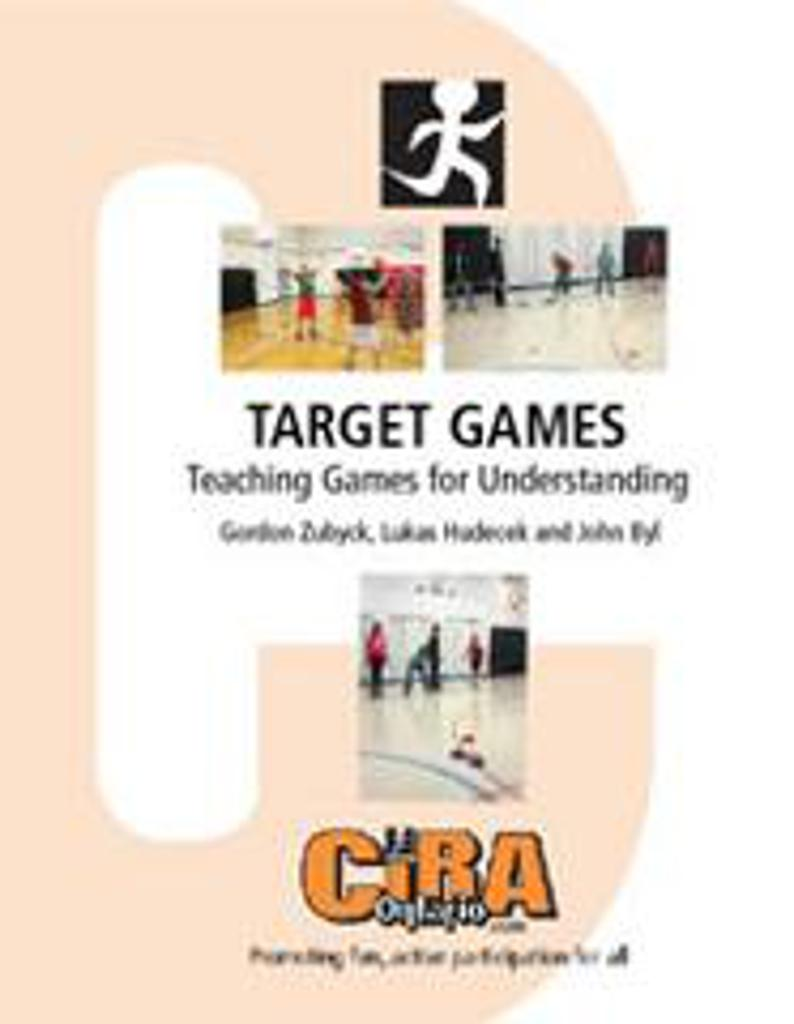 TARGET GAMES
Teaching Games for Understanding
Gordon Zubyck, Lukas Hudecek and John Byl
CIRA
Ontario
.com
Promoting fun, active participation for all